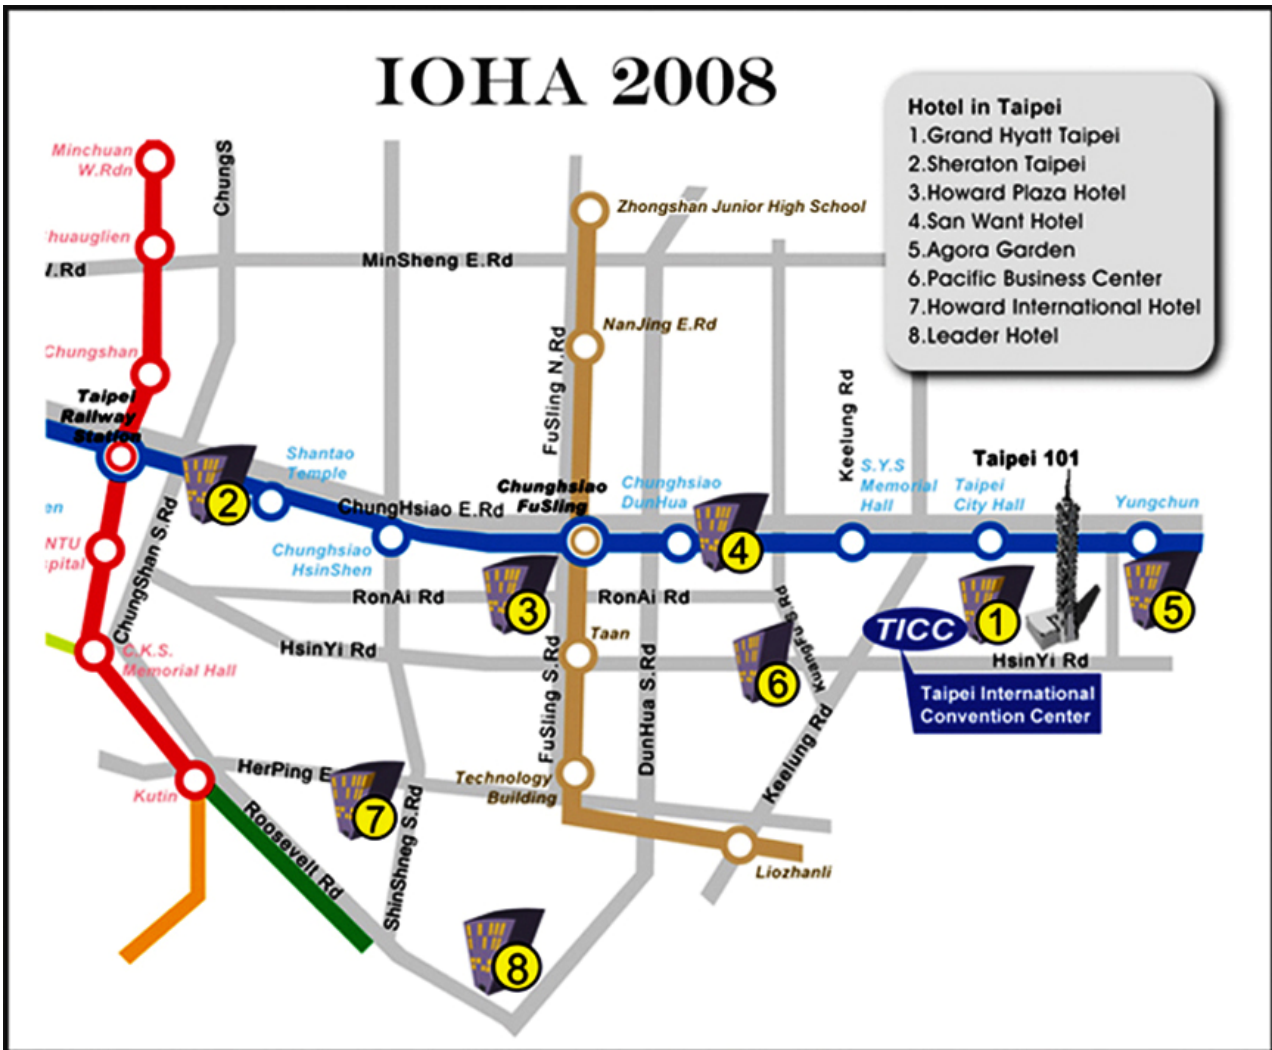 IOHA 2008
Hotel in Taipei
1.Grand Hyatt Taipei
2.Sheraton Taipei
3.Howard Plaza Hotel
4.San Want Hotel
5.Agora Garden
6.Pacific Business Center
7.Howard International Hotel
8.Leader Hotel
Minchuan
W.Rdn
ChungS
Zhongshan Junior High School
huauglien
MinSheng E.Rd
.Rd
NanJing E.Rd
FuSling N.Rd
Chungshan
Keelung Rd
Taipei
Railway
Station
Shantao
Temple
2
ChungHsiao E.Rd
Chunghsiao
FuSling
Chunghsiao
DunHua
4
S.Y.S
Memorial
Hall
Taipei
City Hall
Taipei 101
Yungchun
en
NTU
pital
ChungShan S.Rd
Chunghsiao
HsinShen
3
RonAi Rd
RonAi Rd
KuangFu S.Rd
TICC
1
5
C.K.S.
Memorial Hall
HsinYi Rd
Taan
FuSling S.Rd
DunHua S.Rd
6
HsinYi Rd
Taipei International
Convention Center
Keelung Rd
Kutin
HerPing E
7
Technology
Building
Roosevelt Rd
ShinShneg S.Rd
Liozhanli
8